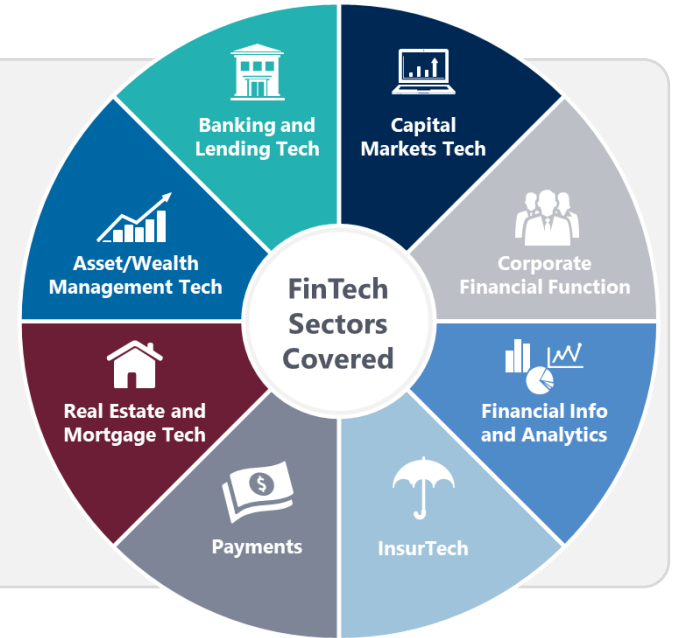 FinTech
Sectors
Covered
Banking and
Lending Tech
Capital
Markets Tech
Corporate
Financial Function
Financial Info
and Analytics
InsurTech
Payments
$
Real Estate and
Mortgage Tech
Asset/Wealth
Management Tech